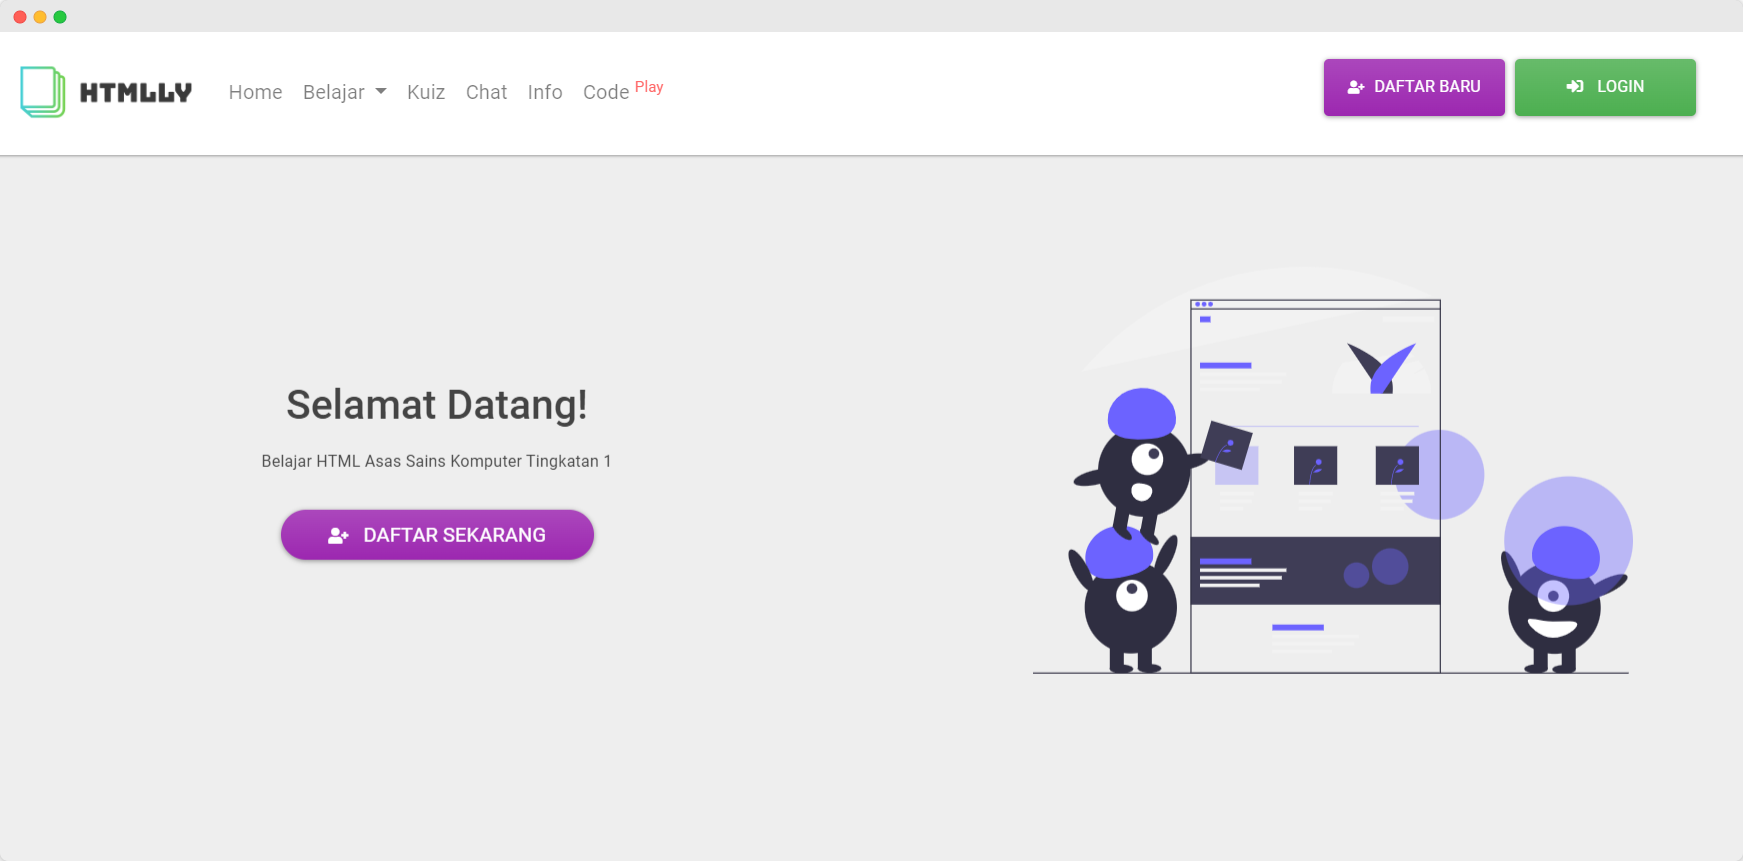 HTMLLY
Home Belajar Kuiz Chat Info Code Play
DAFTAR BARU
LOGIN
Selamat Datang!
Belajar HTML Asas Sains Komputer Tingkatan 1
DAFTAR SEKARANG